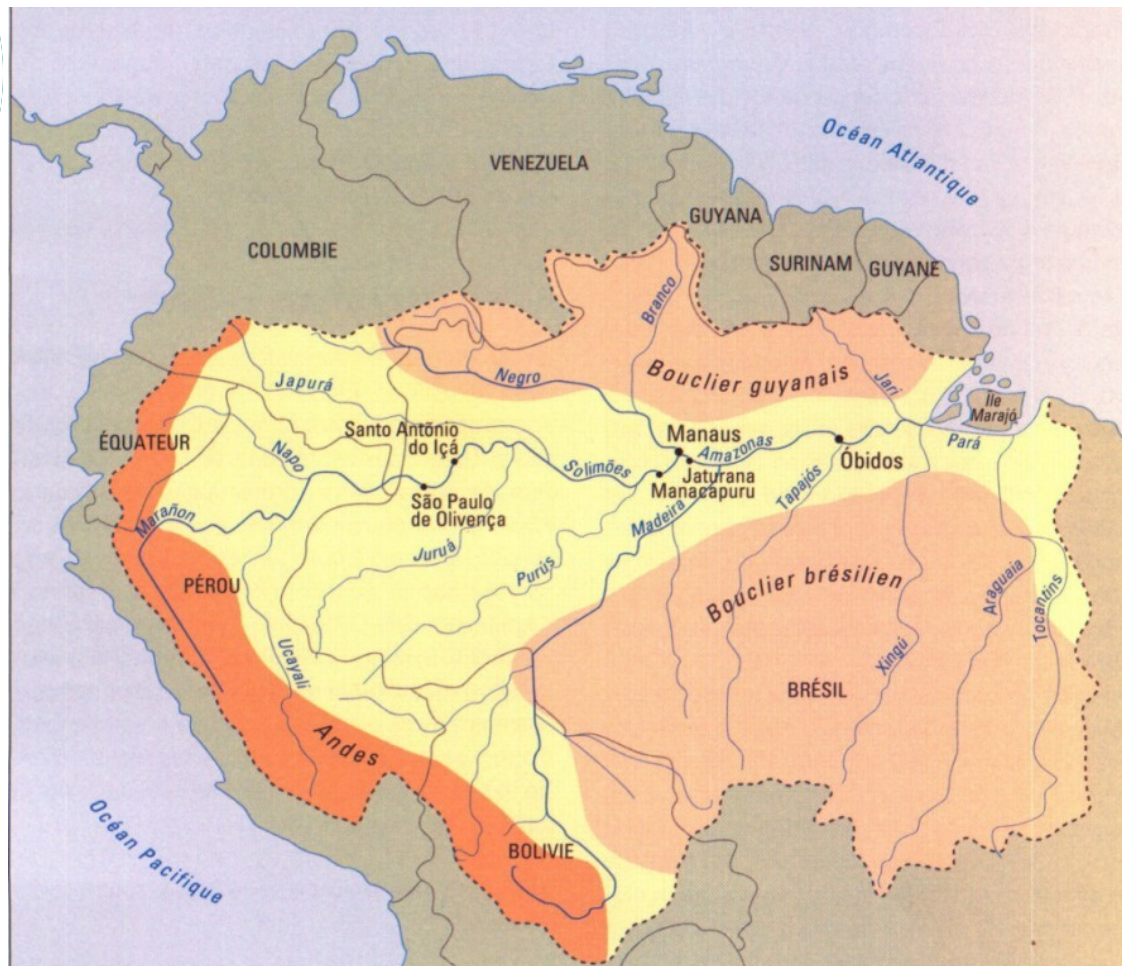 Océan Atlantique
VENEZUELA
GUYANA
COLOMBIE
SURINAM
GUYANE
Branco
Bouclier guyanais
Negro
Jari
Japurá
Île
Marajó
Santo Antônio
do Içá
Manaus
Amazonas
Pará
ÉQUATEUR
Napo
Solimões
Óbidos
Jaturana
Manacapuru
São Paulo
de Olivença
Tapajós
Madeira
Marañon
Juruá
Purús
PÉROU
Bouclier brésilien
Araguaia
Tocantins
Ucayali
Xingú
BRÉSIL
Andes
Océan Pacifique
BOLIVIE